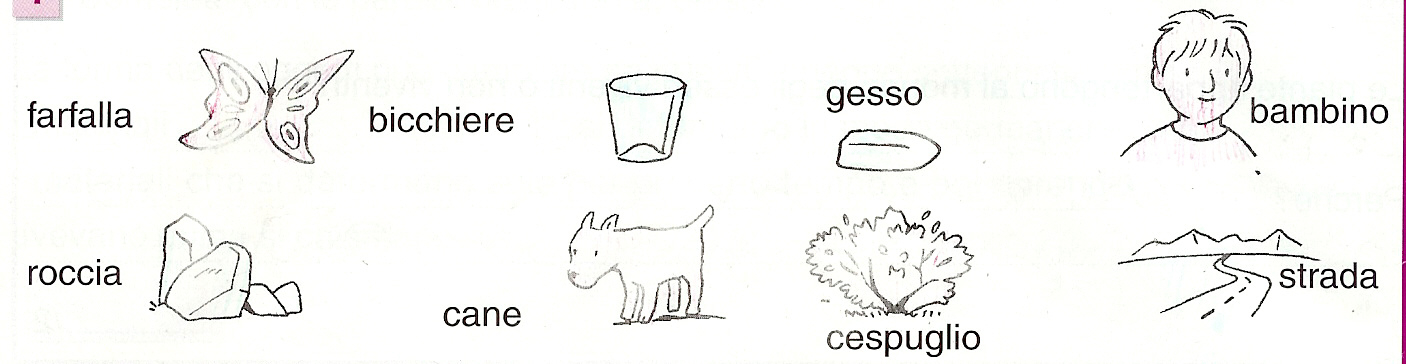 farfalla
bicchiere
gesso
bambino
roccia
cane
cespuglio
strada